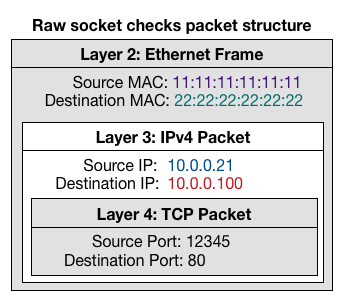 Raw socket checks packet structure
Layer 2: Ethernet Frame
Source MAC: 11:11:11:11:11:11
Destination MAC: 22:22:22:22:22:22
Layer 3: IPv4 Packet
Source IP: 10.0.0.21
Destination IP: 10.0.0.100
Layer 4: TCP Packet
Source Port: 12345
Destination Port: 80